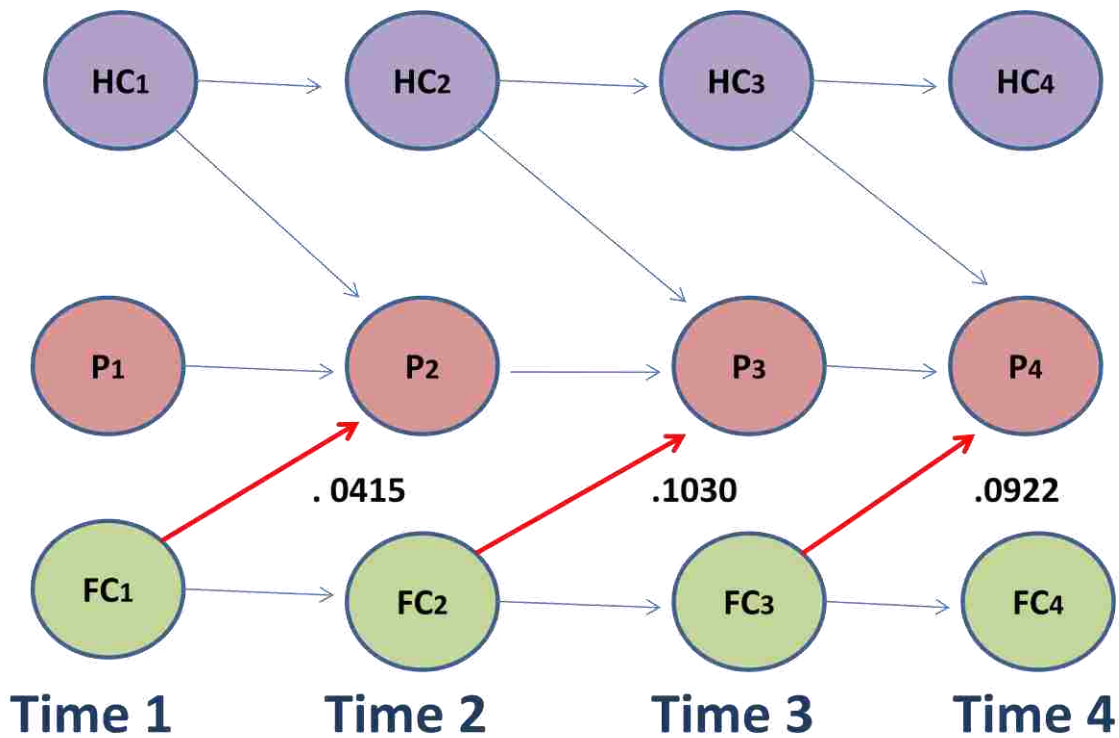 HC1 HC2 HC3 HC4
P1 P2 P3 P4
. 0415 .1030 .0922
FC1 FC2 FC3 FC4
Time 1 Time 2 Time 3 Time 4